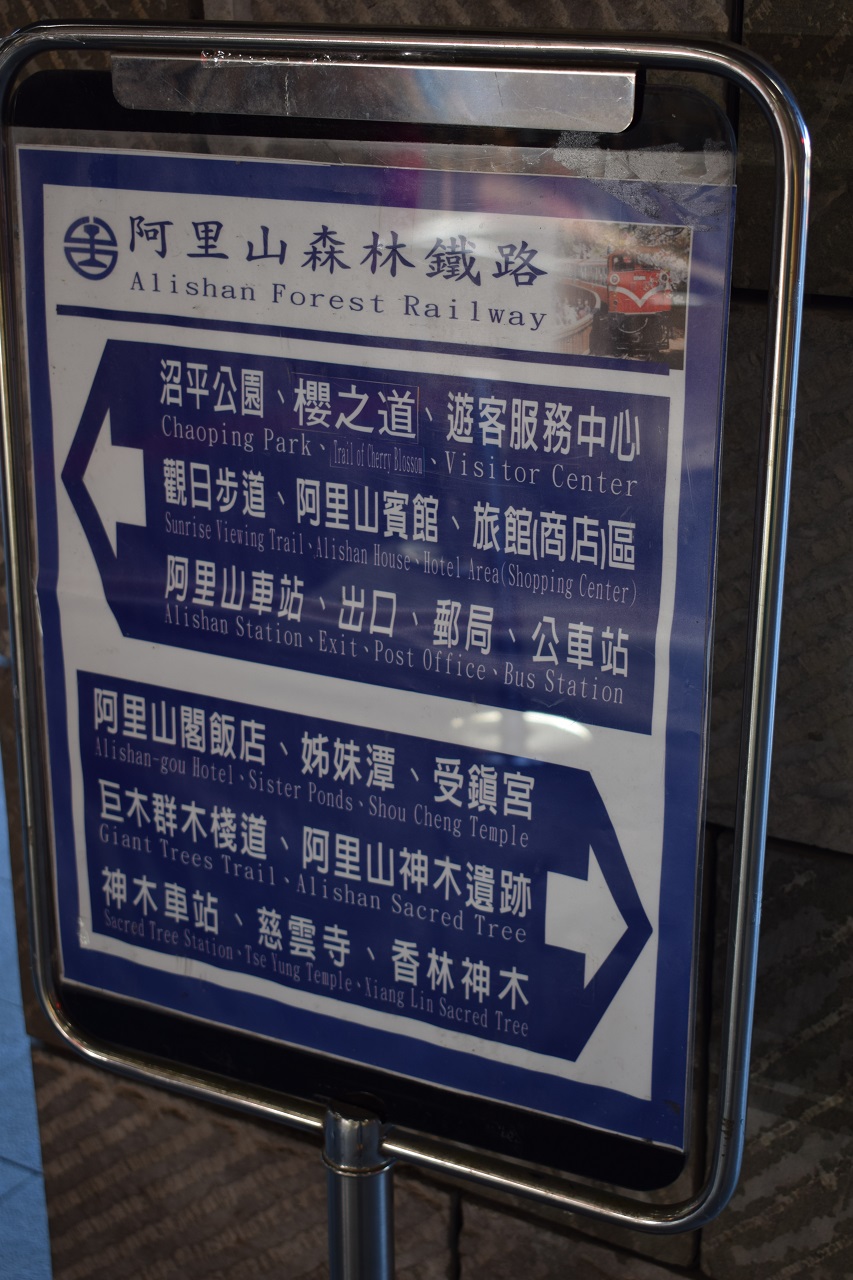 阿里山森林鐵路
Alishan Forest Railway
沼平公園、櫻之道、遊客服務中心
Chaoping Park、Trail of Cherry Blosson、Visitor Center
觀日步道、阿里山賓館、旅館(商店)區
Sunrise Viewing Trail、Alishan House、Hotel Area(Shopping Center)
阿里山車站、出口、郵局、公車站
Alishan Station、Exit、Post Office、Bus Station
阿里山閣飯店、姊妹潭、受鎮宮
Alishan-gou Hotel、Sister Ponds、Shou Cheng Temple
巨木群木棧道、阿里山神木遺跡
Giant Trees Trail、Alishan Sacred Tree
神木車站、慈雲寺、香林神木
Sacred Tree Station、Tse Yung Temple、Xiang Lin Sacred Tree